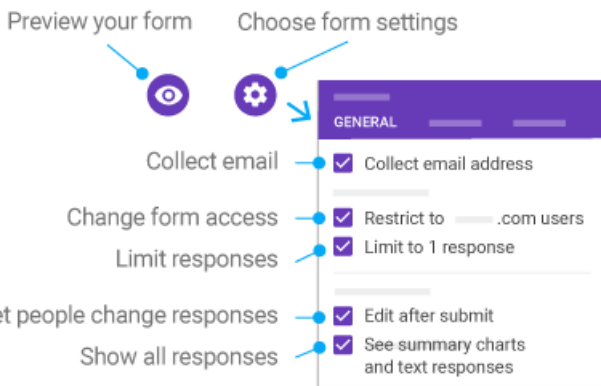 Preview your form
Choose form settings
GENERAL
Collect email
Collect email address
Change form access
Restrict to .com users
Limit responses
Limit to 1 response
people change responses
Edit after submit
Show all responses
See summary charts
and text responses